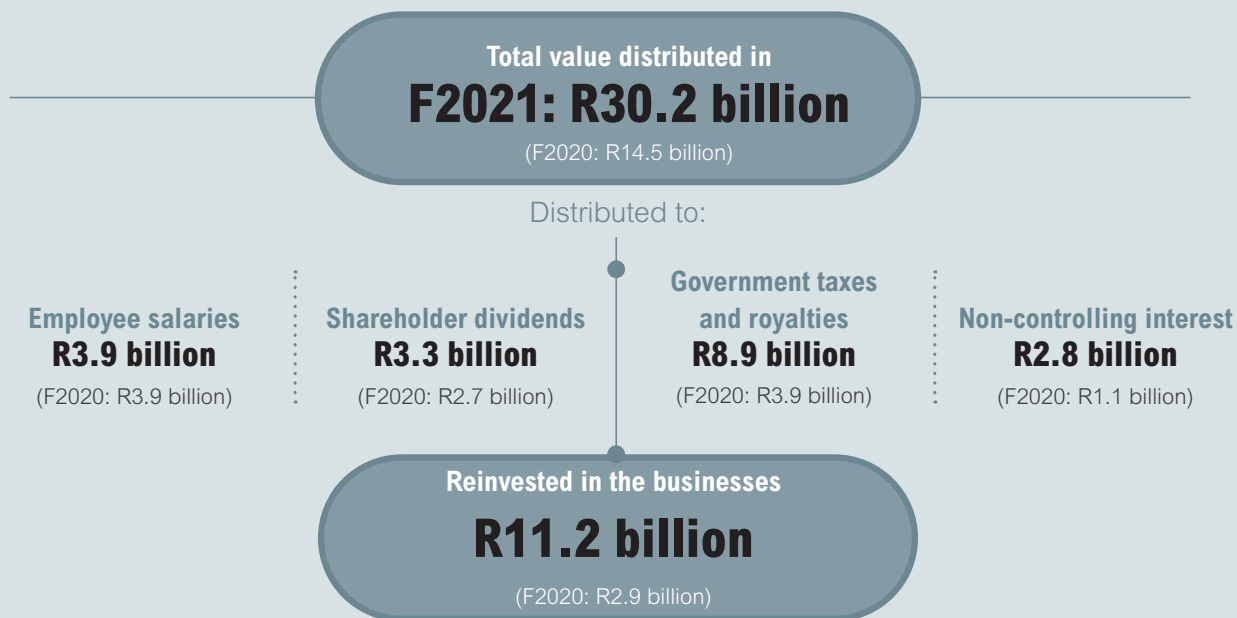 Total value distributed in
F2021: R30.2 billion
(F2020: R14.5 billion)
Distributed to:
Employee salaries
R3.9 billion
(F2020: R3.9 billion)
Shareholder dividends
R3.3 billion
(F2020: R2.7 billion)
Government taxes
and royalties
R8.9 billion
(F2020: R3.9 billion)
Non-controlling interest
R2.8 billion
(F2020: R1.1 billion)
Reinvested in the businesses
R11.2 billion
(F2020: R2.9 billion)